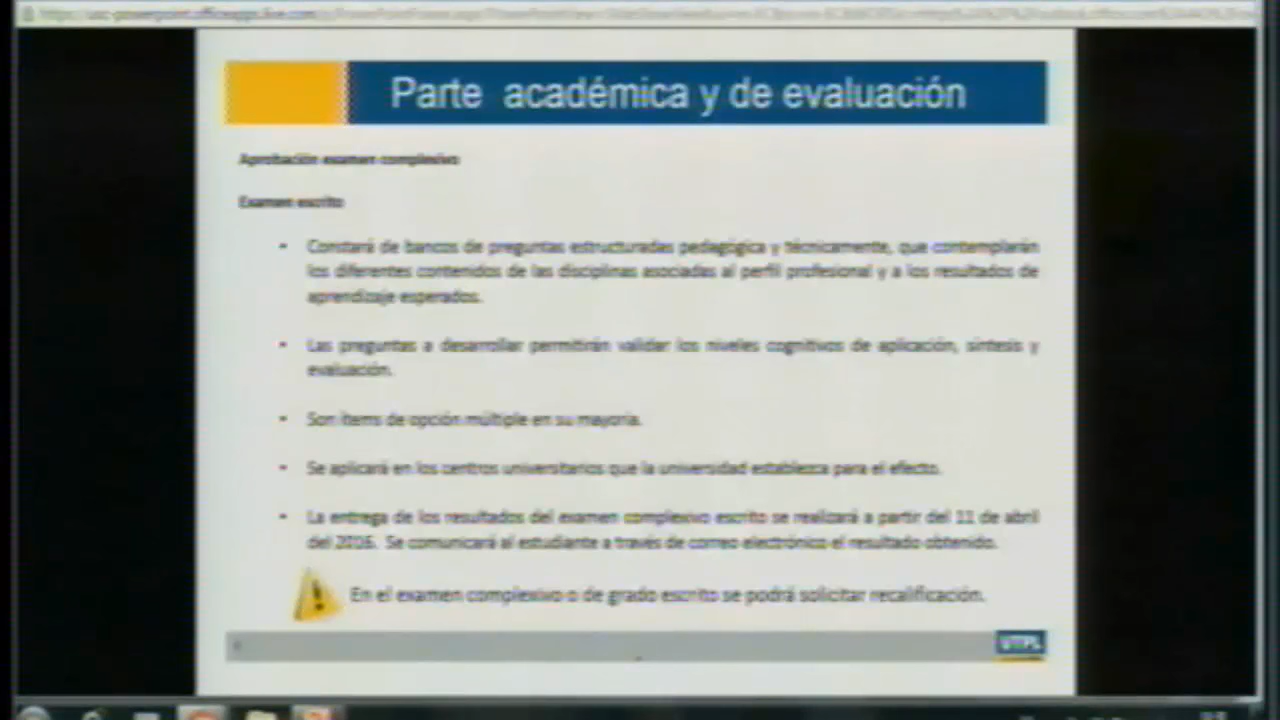 Parte académica y de evaluación
Aprobación examen complexivo
Examen escrito
• Constará de bancos de preguntas estructuradas pedagógica y técnicamente, que contemplarán
los diferentes contenidos de las disciplinas asociadas al perfil profesional y a los resultados de
aprendizaje esperados.
• Las preguntas a desarrollar permitirán validar los niveles cognitivos de aplicación, síntesis y
evaluación.
• Son ítems de opción múltiple en su mayoría.
• Se aplicará en los centros universitarios que la universidad establezca para el efecto.
• La entrega de los resultados del examen complexivo escrito se realizará a partir del 11 de abril
del 2016. Se comunicará al estudiante a través de correo electrónico el resultado obtenido.
En el examen complexivo o de grado escrito se podrá solicitar recalificación.
UTPL